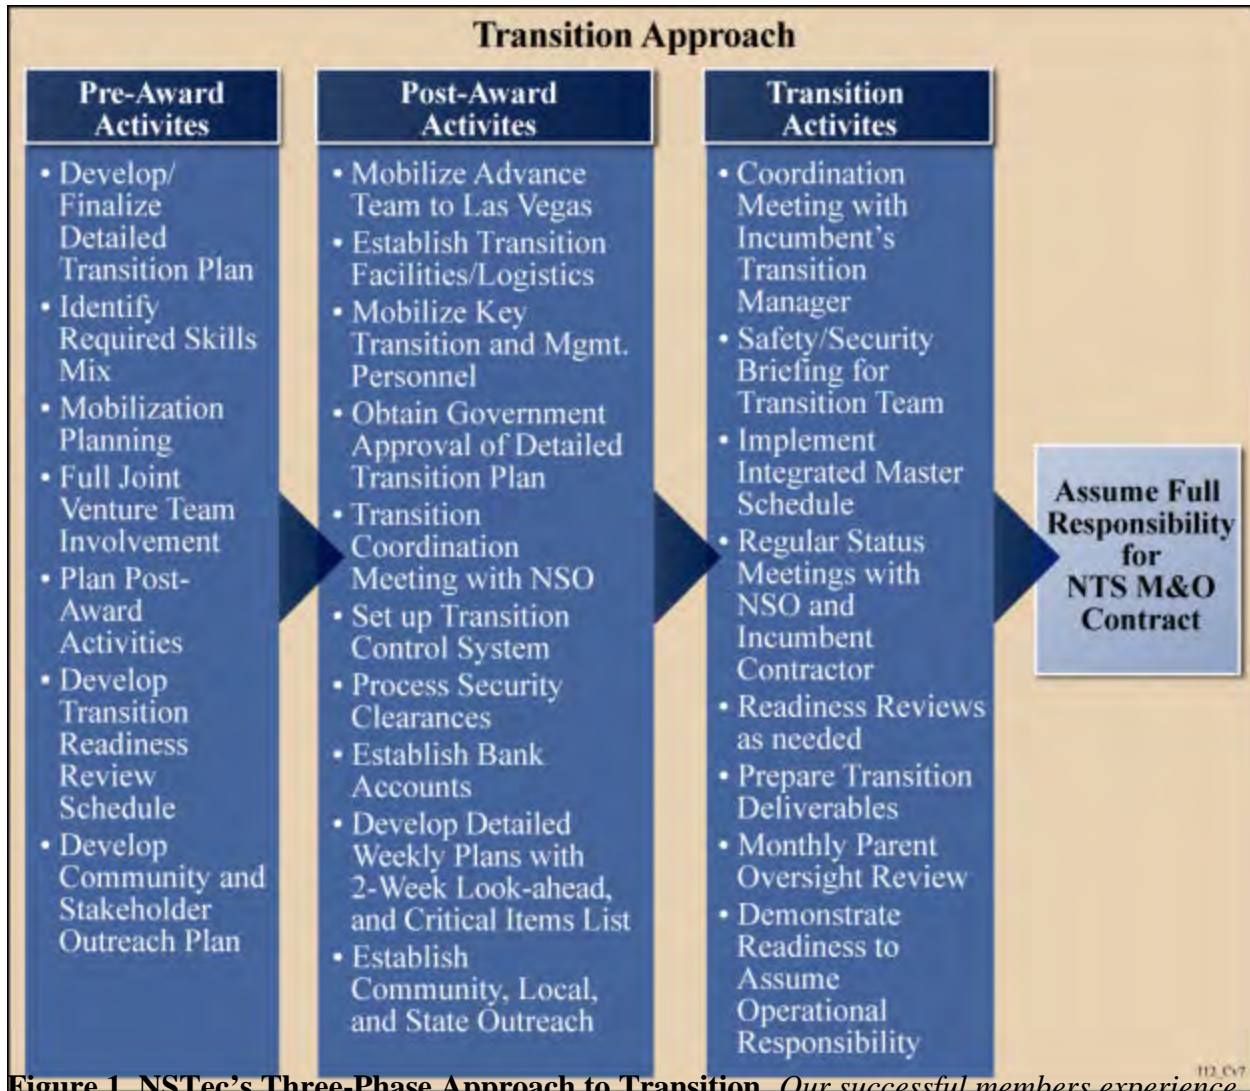 Transition Approach
Pre-Award
Activites
• Develop/
Finalize
Detailed
Transition Plan
• Identify
Required Skills
Mix
• Mobilization
Planning
• Full Joint
Venture Team
Involvement
• Plan Post-
Award
Activities
• Develop
Transition
Readiness
Review
Schedule
• Develop
Community and
Stakeholder
Outreach Plan
Post-Award
Activites
• Mobilize Advance
Team to Las Vegas
• Establish Transition
Facilities/Logistics
• Mobilize Key
Transition and Mgmt.
Personnel
• Obtain Government
Approval of Detailed
Transition Plan
• Transition
Coordination
Meeting with NSO
• Set up Transition
Control System
• Process Security
Clearances
• Establish Bank
Accounts
• Develop Detailed
Weekly Plans with
2-Week Look-ahead,
and Critical Items List
• Establish
Community, Local,
and State Outreach
Transition
Activites
• Coordination
Meeting with
Incumbent's
Transition
Manager
• Safety/Security
Briefing for
Transition Team
• Implement
Integrated Master
Schedule
• Regular Status
Meetings with
NSO and
Incumbent
Contractor
• Readiness Reviews
as needed
• Prepare Transition
Deliverables
• Monthly Parent
Oversight Review
• Demonstrate
Readiness to
Assume
Operational
Responsibility
Assume Full
Responsibility
for
NTS M&O
Contract
Figure 1. NSTec's Three-Phase Approach to Transition. Our successful members experience